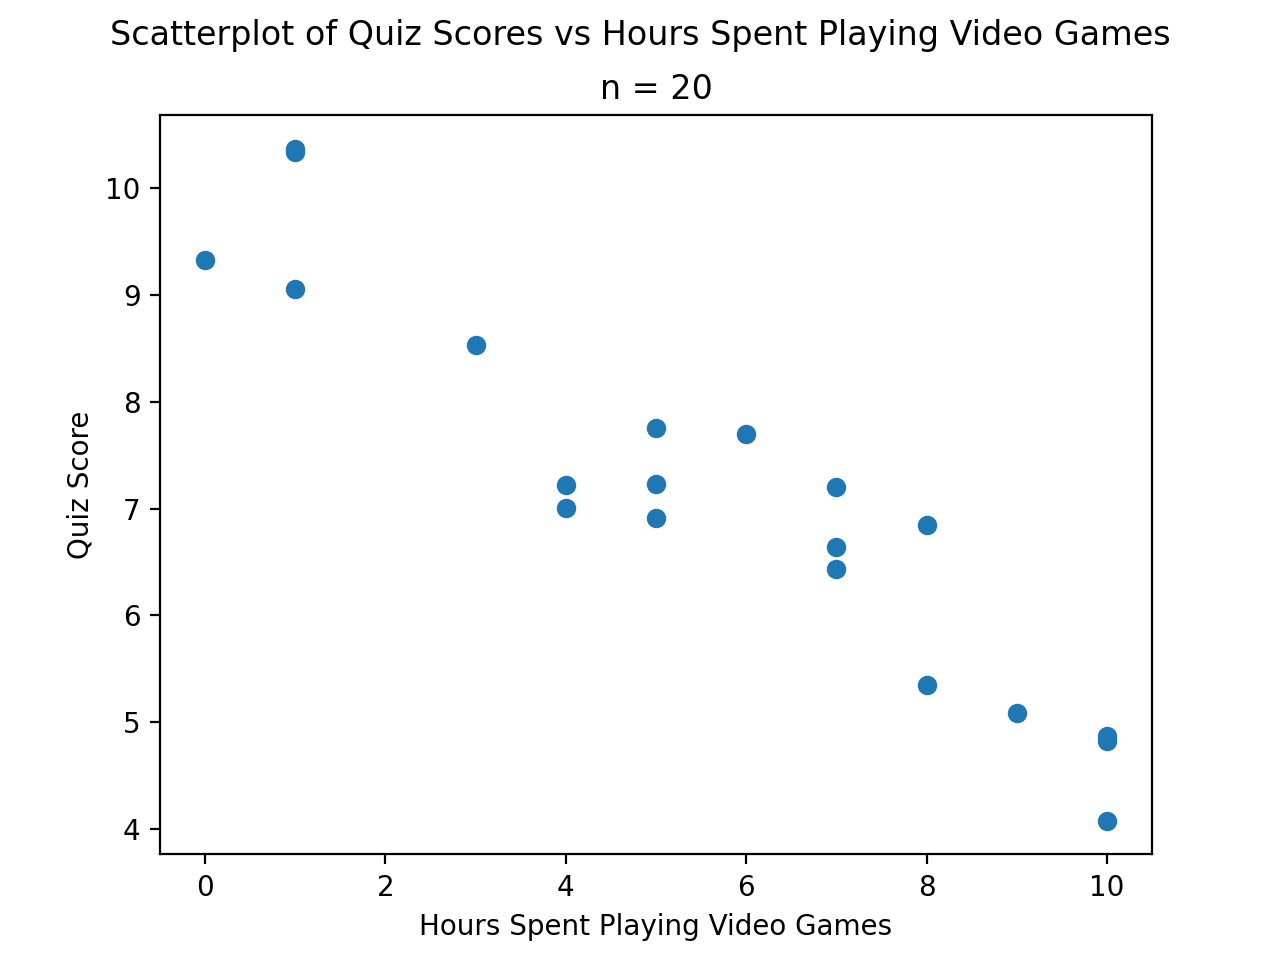 Scatterplot of Quiz Scores vs Hours Spent Playing Video Games
n = 20
10
9
8
7
6
5
4
Quiz Score
0 2 4 6 8 10
Hours Spent Playing Video Games